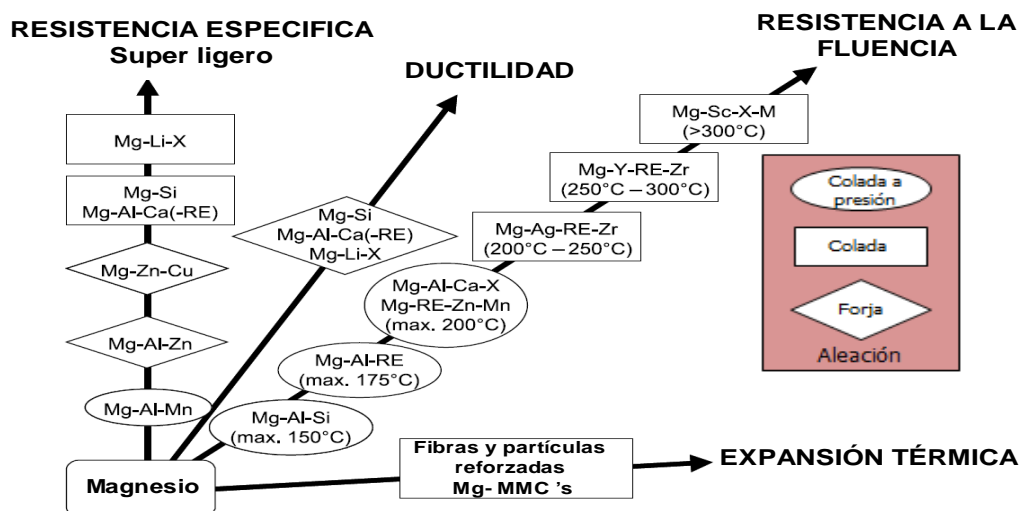 RESISTENCIA ESPECIFICA
Super ligero
DUCTILIDAD
RESISTENCIA A LA
FLUENCIA
Mg-Li-X
Mg-Si
Mg-Al-Ca(-RE)
Mg-Zn-Cu
Mg-Al-Zn
Mg-Al-Mn
Magnesio
Mg-Si
Mg-Al-Ca(-RE)
Mg-Li-X
Mg-Sc-X-M
(>300°C)
Mg-Y-RE-Zr
(250°C – 300°C)
Mg-Ag-RE-Zr
(200°C – 250°C)
Mg-Al-Ca-X
Mg-RE-Zn-Mn
(max. 200°C)
Mg-Al-RE
(max. 175°C)
Mg-Al-Si
(max. 150°C)
Fibras y partículas
reforzadas
Mg- MMC 's
EXPANSIÓN TÉRMICA
Colada a
presión
Colada
Forja
Aleación